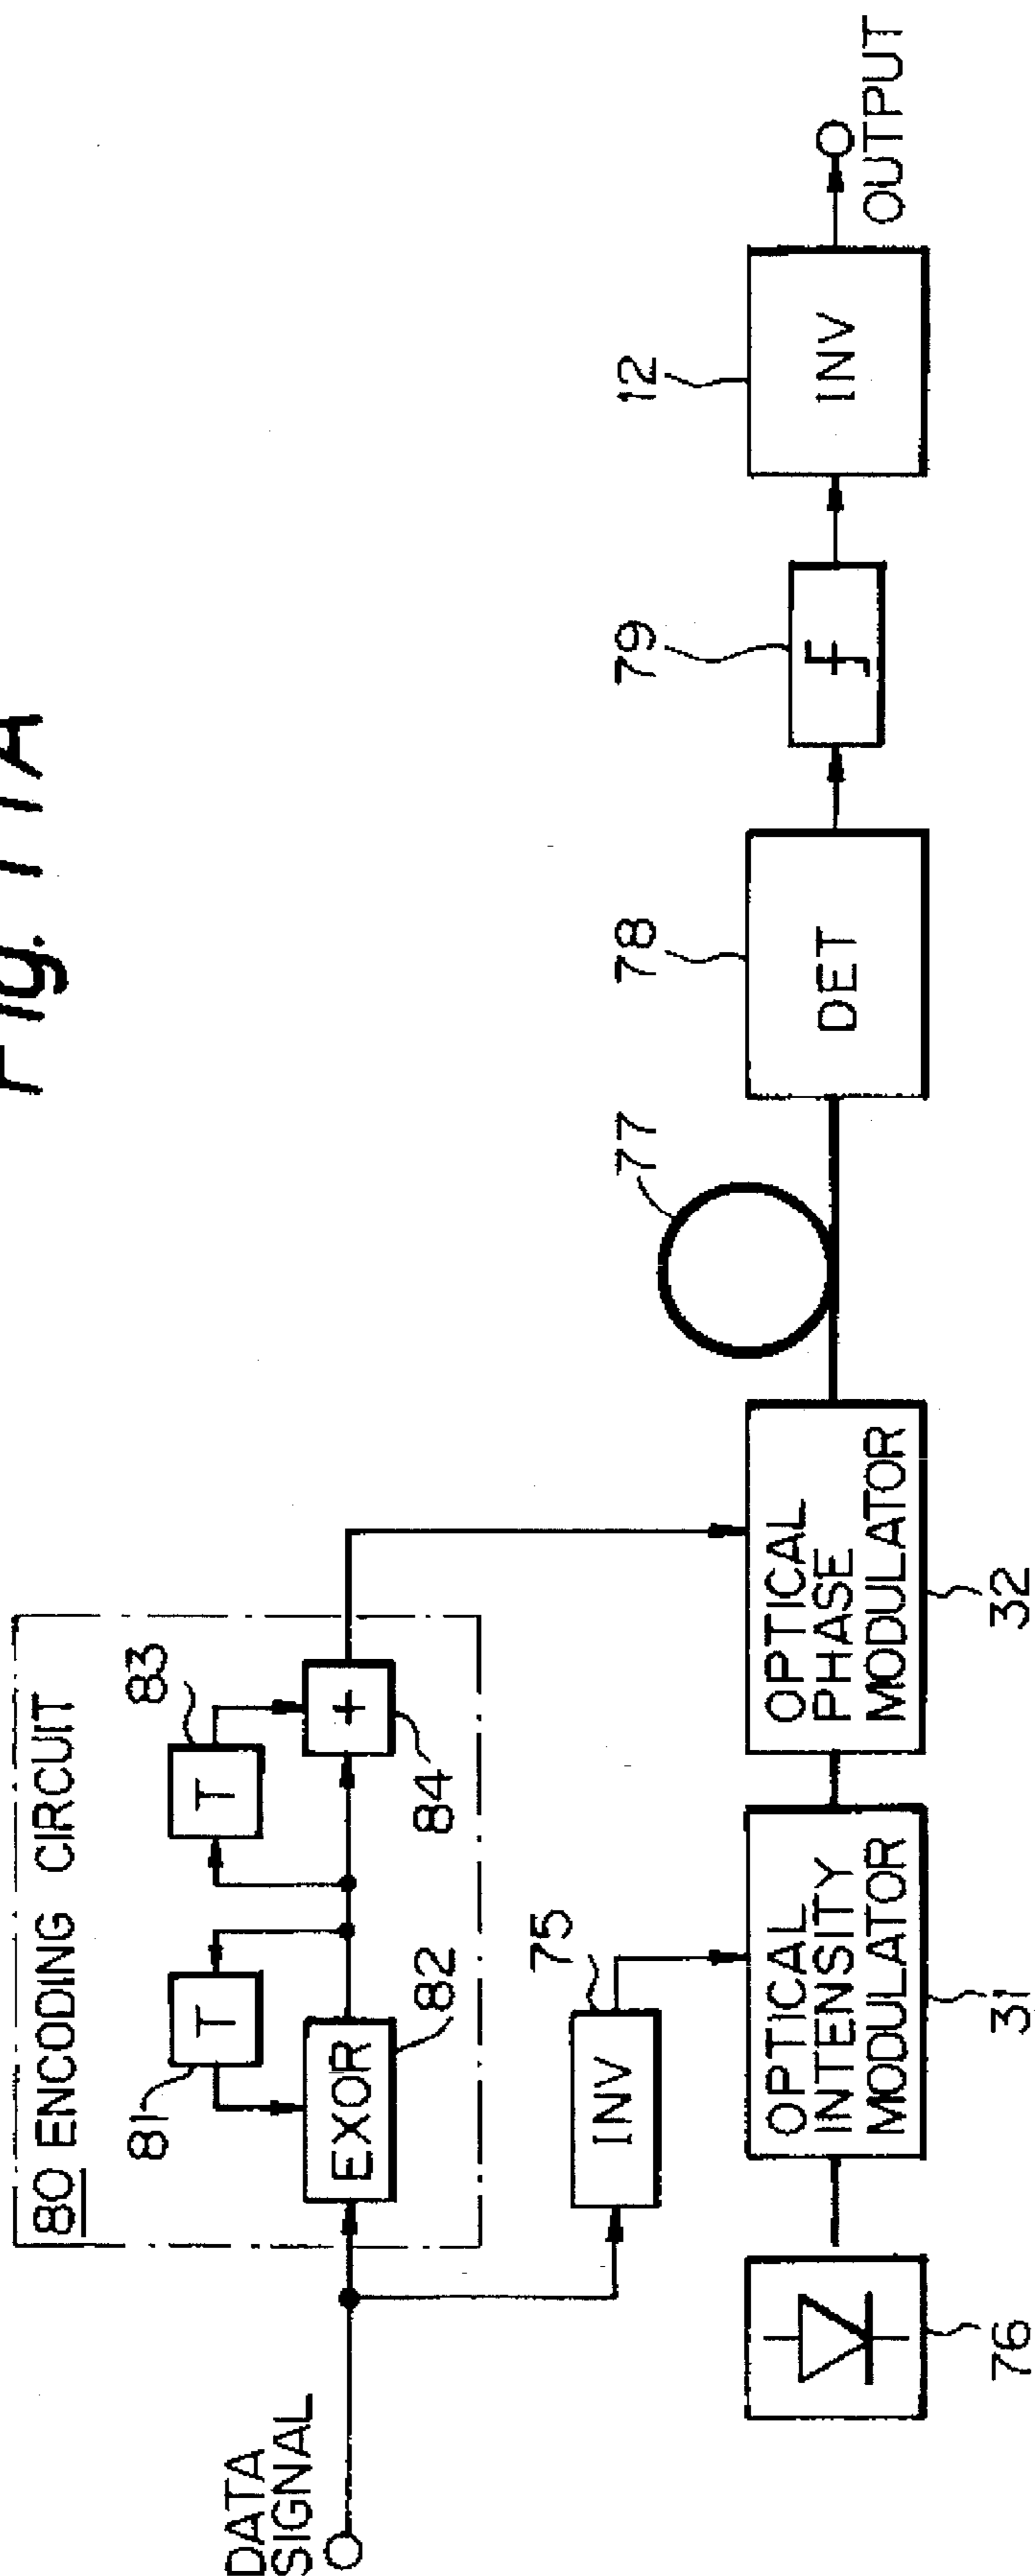 Fig. 11A
DATA
SIGNAL
80 ENCODING CIRCUIT
81
T
83
T
EXOR
82
+
84
INV
75
76
OPTICAL
INTENSITY
MODULATOR
31
OPTICAL
PHASE
MODULATOR
32
77
DET
78
79
INV
12
OUTPUT